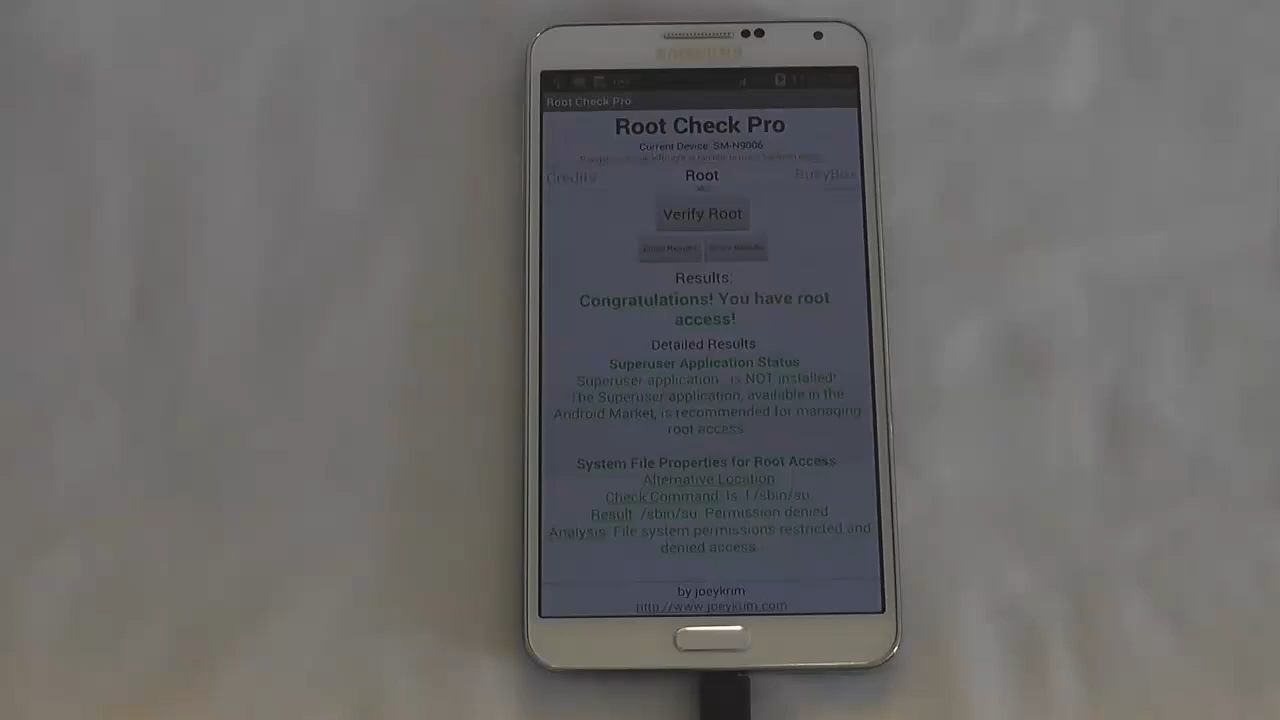 SAMSUNG
Root Check Pro
Root Check Pro
Current Device: SM-N9006
Credits
Root
BusyBox
Verify Root
Results:
Congratulations! You have root
access!
Detailed Results
Superuser Application Status
Superuser application - is NOT installed!
The Superuser application, available in the
Android Market, is recommended for managing
root access
System File Properties for Root Access
Alternative Location
Check Command: ls -l /sbin/su
Result: /sbin/su: Permission denied
Analysis: File system permissions restricted and
denied access
by joeykrim
http://www.joeykrim.com